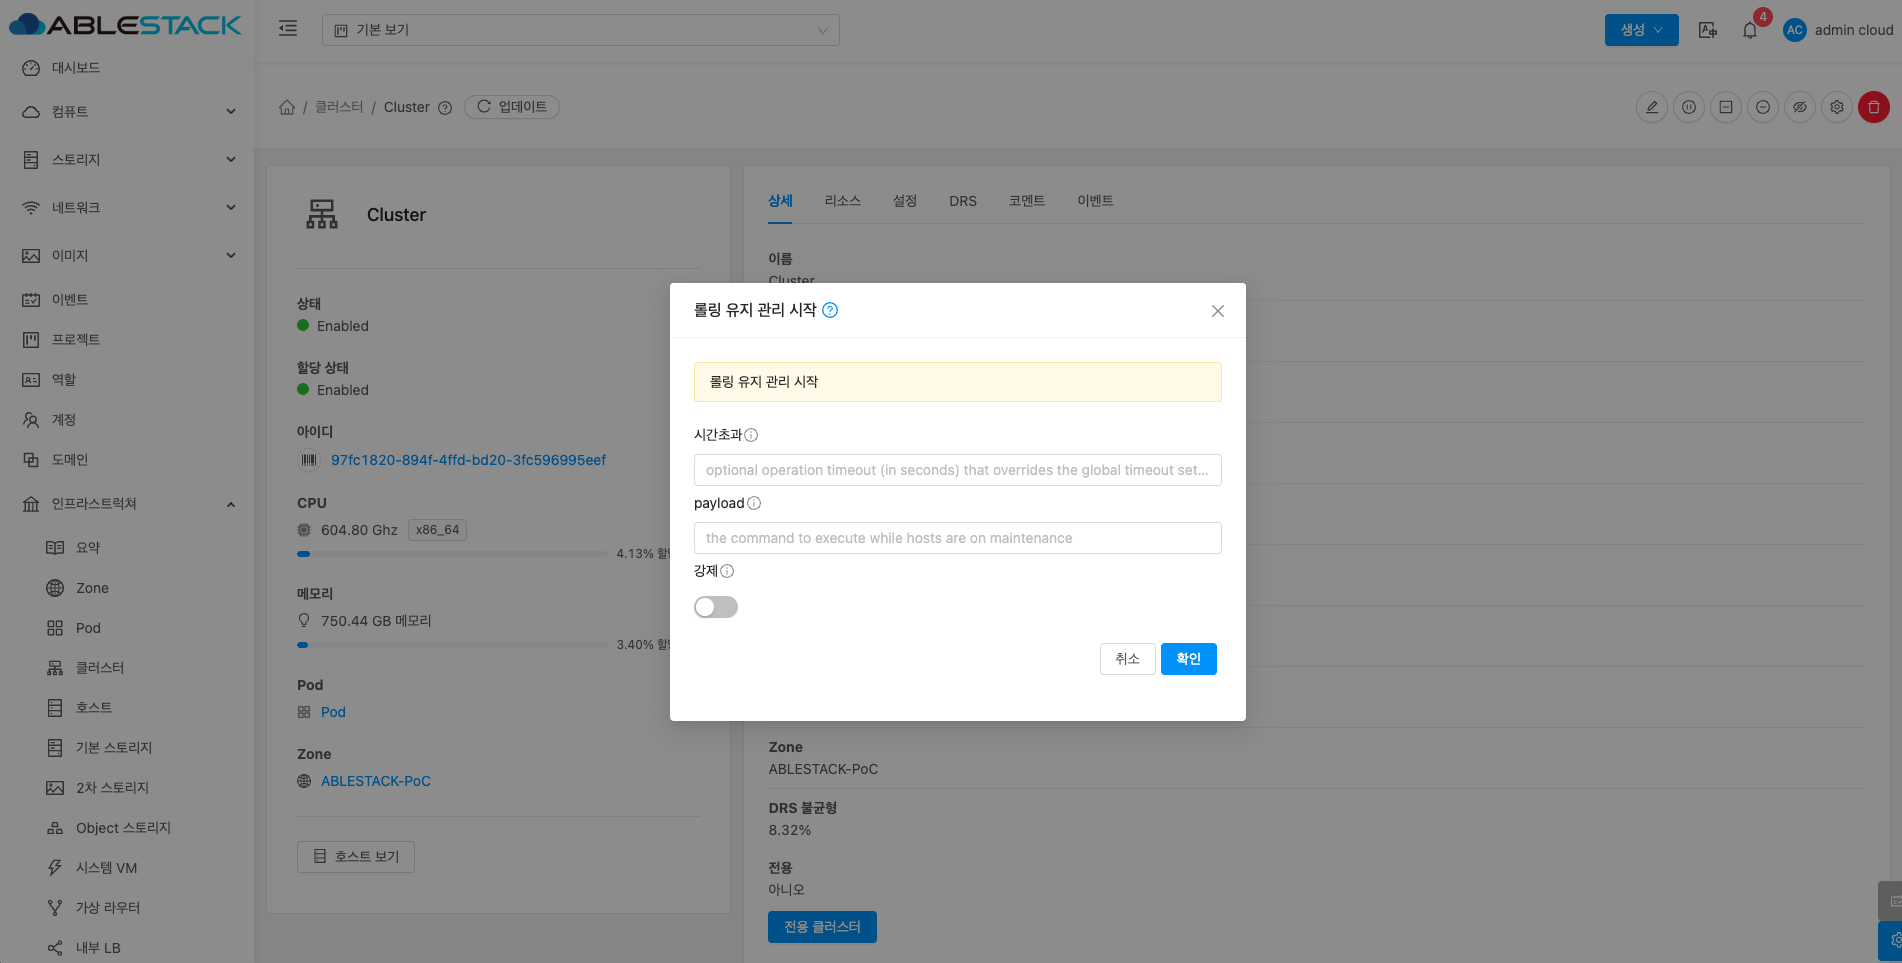 ABLESTACK
기본 보기
생성
4
AC
admin cloud
대시보드
컴퓨트
스토리지
네트워크
이미지
이벤트
프로젝트
역할
계정
도메인
인프라스트럭쳐
요약
Zone
Pod
클러스터
호스트
기본 스토리지
2차 스토리지
Object 스토리지
시스템 VM
가상 라우터
내부 LB
/ 클러스터 / Cluster
업데이트
Cluster
상태
Enabled
할당 상태
Enabled
아이디
97fc1820-894f-4ffd-bd20-3fc596995eef
CPU
604.80 Ghz x86_64
4.13%
메모리
750.44 GB 메모리
3.40%
Pod
Pod
Zone
ABLESTACK-PoC
호스트 보기
상세 리소스 설정 DRS 코멘트 이벤트
이름
Cluster
롤링 유지 관리 시작
롤링 유지 관리 시작
시간초과
optional operation timeout (in seconds) that overrides the global timeout set...
payload
the command to execute while hosts are on maintenance
강제
취소
확인
Zone
ABLESTACK-PoC
DRS 불균형
8.32%
전용
아니오
전용 클러스터